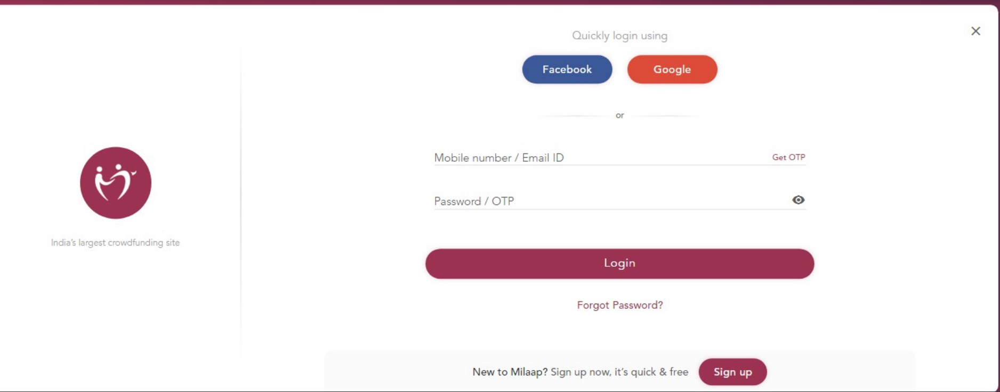 Quickly login using
Facebook
Google
or
Mobile number / Email ID
Get OTP
Password / OTP
India's largest crowdfunding site
Login
Forgot Password?
New to Milaap? Sign up now, it's quick & free
Sign up